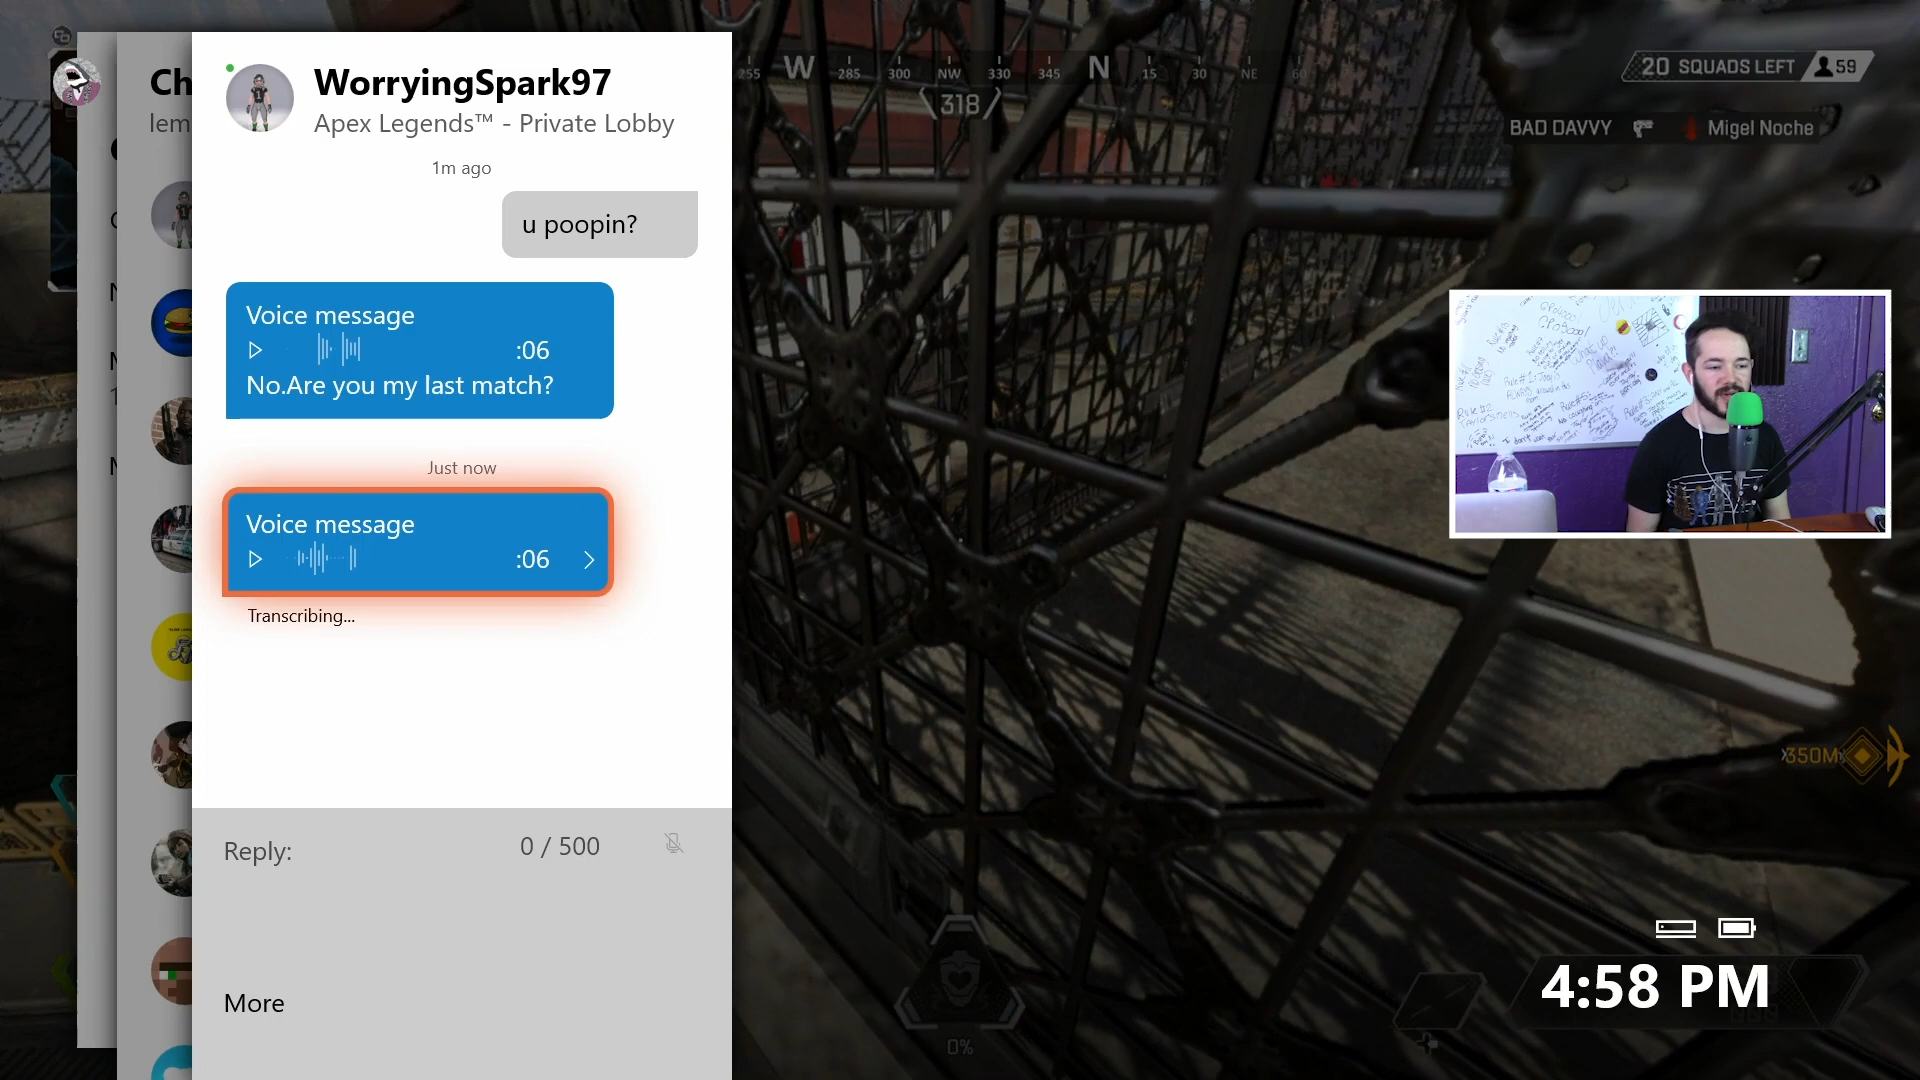 Ch
lem
WorryingSpark97
Apex Legends™ - Private Lobby
1m ago
u poopin?
Voice message
:06
No.Are you my last match?
Just now
Voice message
:06
Transcribing...
Reply:
0 / 500
More
255 W 285 300 NW 330 345 N 15 30 NE 60
318
20 SQUADS LEFT 59
BAD DAVVY Migel Noche
350M
4:58 PM
0%